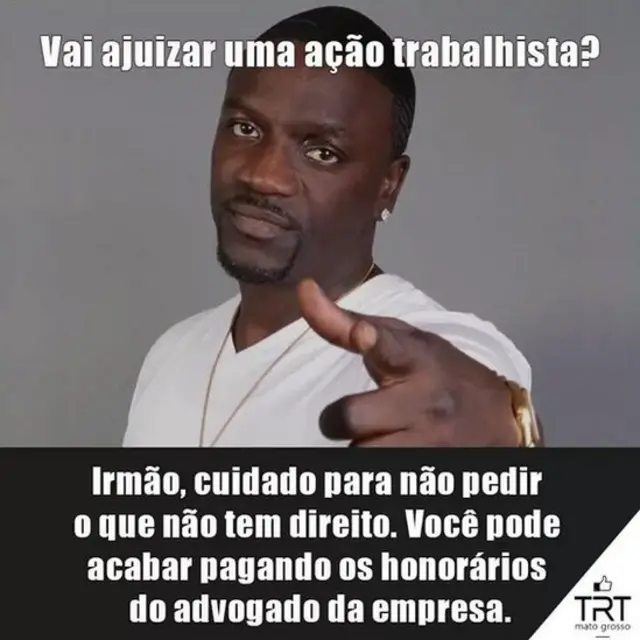 Vai ajuizar uma ação trabalhista?
Irmão, cuidado para não pedir
o que não tem direito. Você pode
acabar pagando os honorários
do advogado da empresa.
TRT
mato grosso